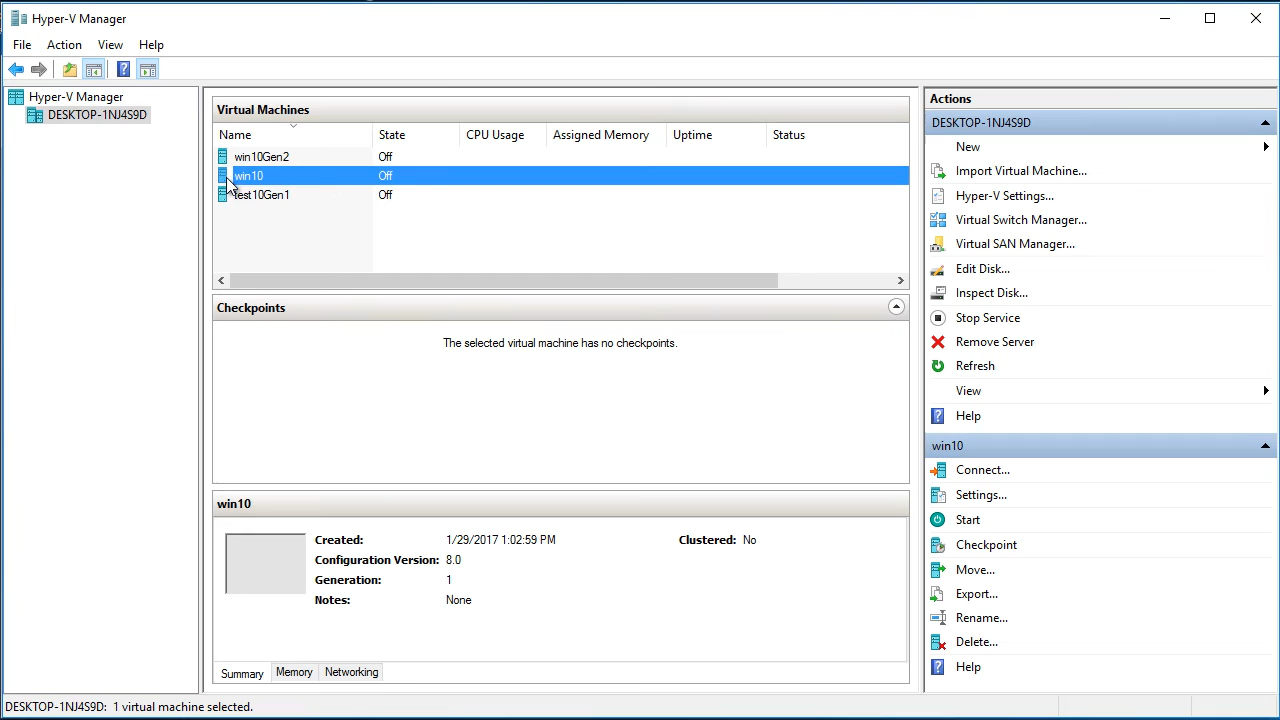 Hyper-V Manager
File Action View Help
Hyper-V Manager
DESKTOP-1NJ4S9D
Virtual Machines
Name State CPU Usage Assigned Memory Uptime Status
win10Gen2 Off
win10 Off
test10Gen1 Off
Checkpoints
The selected virtual machine has no checkpoints.
win10
Created: 1/29/2017 1:02:59 PM Clustered: No
Configuration Version: 8.0
Generation: 1
Notes: None
Summary Memory Networking
Actions
DESKTOP-1NJ4S9D
New
Import Virtual Machine...
Hyper-V Settings...
Virtual Switch Manager...
Virtual SAN Manager...
Edit Disk...
Inspect Disk...
Stop Service
Remove Server
Refresh
View
Help
win10
Connect...
Settings...
Start
Checkpoint
Move...
Export...
Rename...
Delete...
Help
DESKTOP-1NJ4S9D: 1 virtual machine selected.